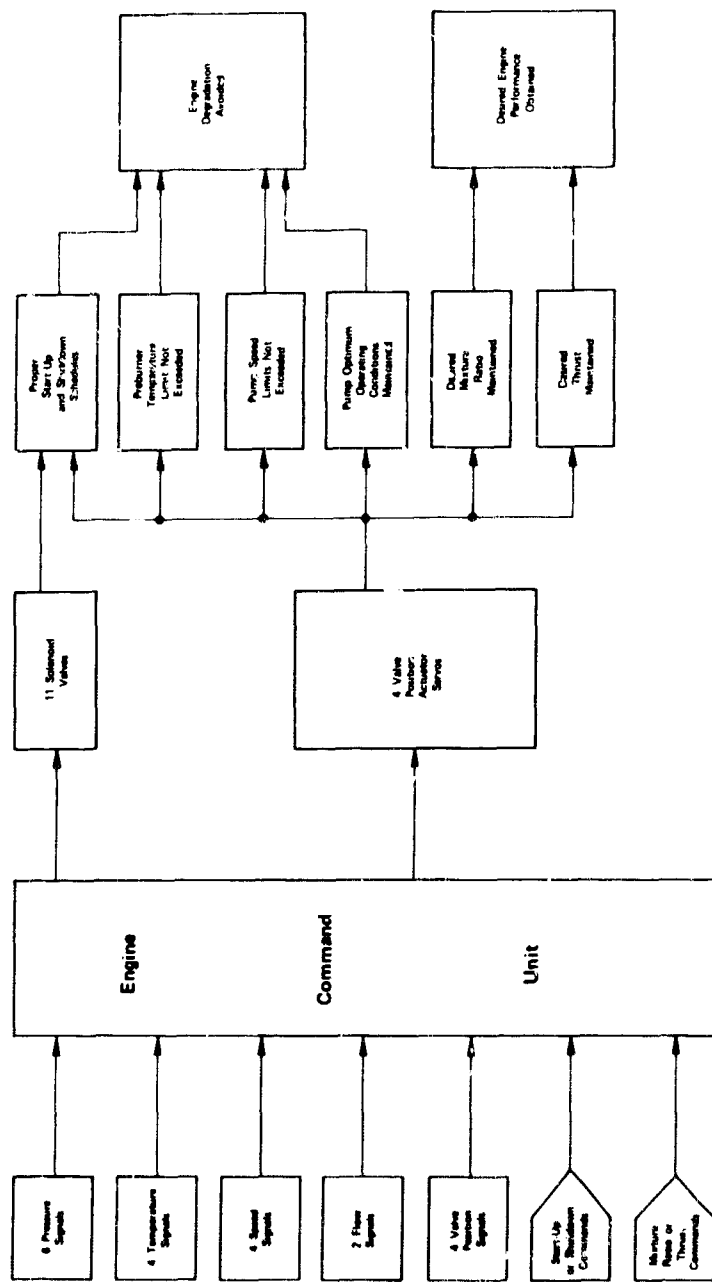 6 Pressure
Signals
4 Temperature
Signals
4 Speed
Signals
2 Flow
Signals
4 Valve
Position
Signals
Start-Up
or Shutdown
Commands
Mixture
Ratio or
Thrust
Commands
Engine
Command
Unit
11 Solenoid
Valves
4 Valve
Position
Actuator
Servos
Proper
Start Up
and Shutdown
Schedules
Preburner
Temperature
Limit Not
Exceeded
Pump Speed
Limits Not
Exceeded
Pump Optimum
Operating
Conditions
Maintained
Desired
Mixture
Ratio
Maintained
Desired
Thrust
Maintained
Engine
Degradation
Avoided
Desired Engine
Performance
Obtained